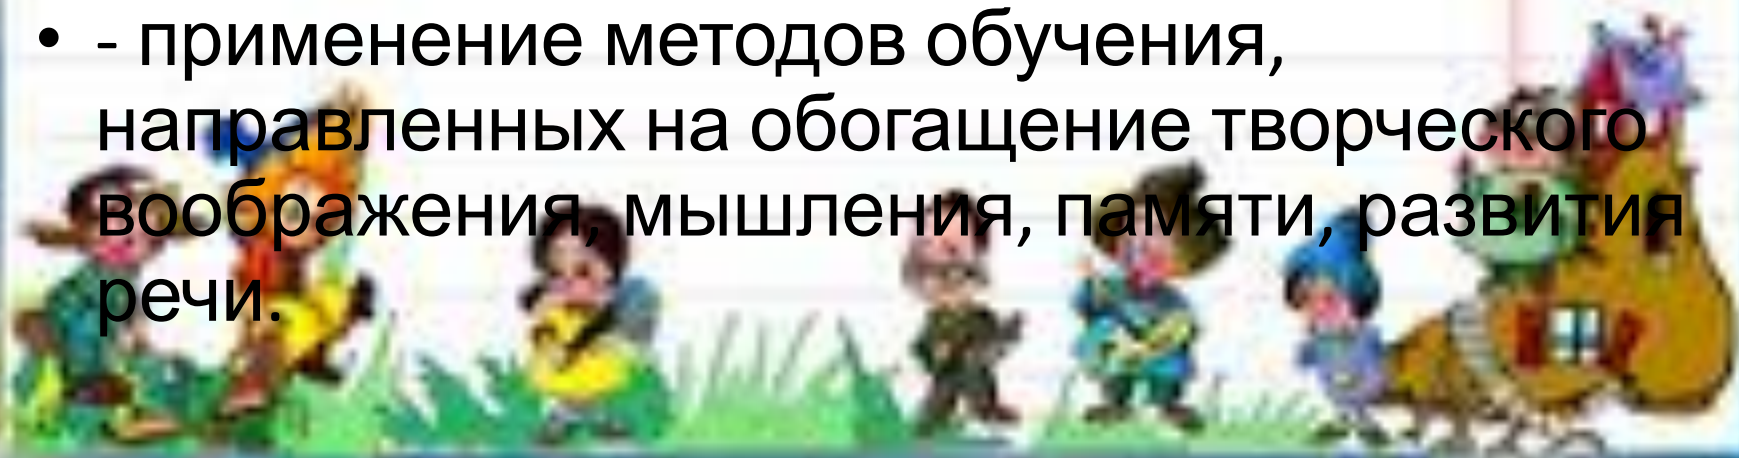 • - применение методов обучения,
направленных на обогащение творческого
воображения, мышления, памяти, развития
речи.